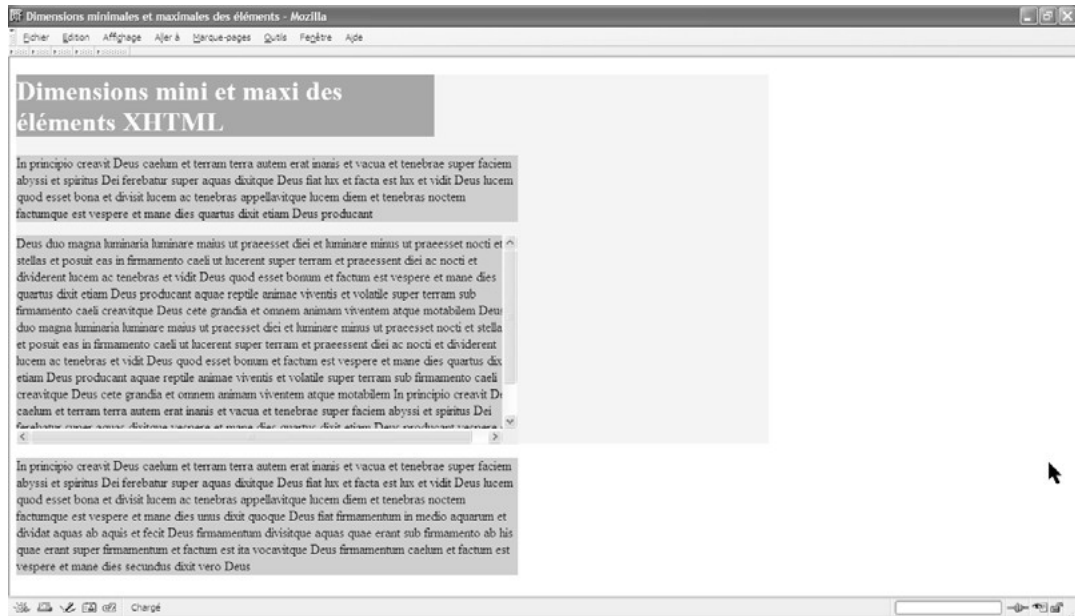 Dimensions minimales et maximales des éléments - Mozilla
Fichier Edition Affichage Aller à Marque-pages Outils Fenêtre Aide
Dimensions mini et maxi des
éléments XHTML
In principio creavit Deus caelum et terram terra autem erat inanis et vacua et tenebrae super faciem
abyssi et spiritus Dei ferebatur super aquas dixitque Deus fiat lux et facta est lux et vidit Deus lucem
quod esset bona et divisit lucem ac tenebras appellavitque lucem diem et tenebras noctem
factumque est vespere et mane dies quartus dixit etiam Deus producant
Deus duo magna luminaria luminare maius ut praeesset diei et luminare minus ut praeesset nocti et
stellas et posuit eas in firmamento caeli ut lucerent super terram et praeessent diei ac nocti et
dividerent lucem ac tenebras et vidit Deus quod esset bonum et factum est vespere et mane dies
quartus dixit etiam Deus producant aquae reptile animae viventis et volatile super terram sub
firmamento caeli creavitque Deus cete grandia et omnem animam viventem atque motabilem Deus
duo magna luminaria luminare maius ut praeesset diei et luminare minus ut praeesset nocti et stella
et posuit eas in firmamento caeli ut lucerent super terram et praeessent diei ac nocti et dividerent
lucem ac tenebras et vidit Deus quod esset bonum et factum est vespere et mane dies quartus dix
etiam Deus producant aquae reptile animae viventis et volatile super terram sub firmamento caeli
creavitque Deus cete grandia et omnem animam viventem atque motabilem In principio creavit De
caelum et terram terra autem erat inanis et vacua et tenebrae super faciem abyssi et spiritus Dei
ferebatur super aquas dixitque vespere et mane dies quartus dixit etiam Deus producant vespere
In principio creavit Deus caelum et terram terra autem erat inanis et vacua et tenebrae super faciem
abyssi et spiritus Dei ferebatur super aquas dixitque Deus fiat lux et facta est lux et vidit Deus lucem
quod esset bona et divisit lucem ac tenebras appellavitque lucem diem et tenebras noctem
factumque est vespere et mane dies unus dixit quoque Deus fiat firmamentum in medio aquarum et
dividat aquas ab aquis et fecit Deus firmamentum divisitque aquas quae erant sub firmamento ab his
quae erant super firmamentum et factum est ita vocavitque Deus firmamentum caelum et factum est
vespere et mane dies secundus dixit vero Deus
Chargé